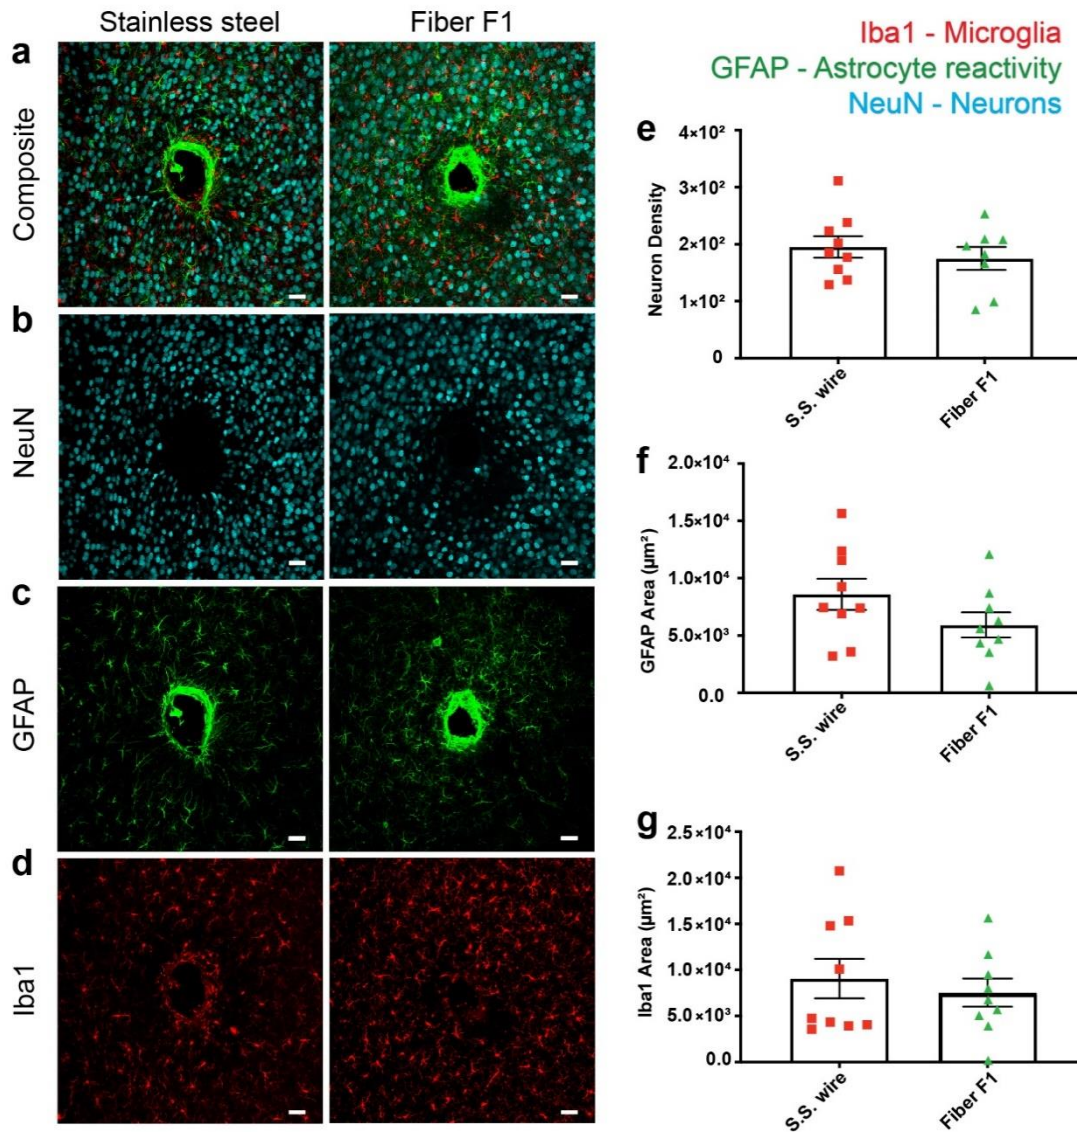 Stainless steel
Fiber F1
Iba1 - Microglia
GFAP - Astrocyte reactivity
NeuN - Neurons
a
Composite
b
NeuN
c
GFAP
d
Iba1
e
Neuron Density
4×10²
3×10²
2×10²
1×10²
0
S.S. wire
Fiber F1
f
GFAP Area (µm²)
2.0×10⁴
1.5×10⁴
1.0×10⁴
5.0×10³
0.0
S.S. wire
Fiber F1
g
Iba1 Area (µm²)
2.5×10⁴
2.0×10⁴
1.5×10⁴
1.0×10⁴
5.0×10³
0.0
S.S. wire
Fiber F1